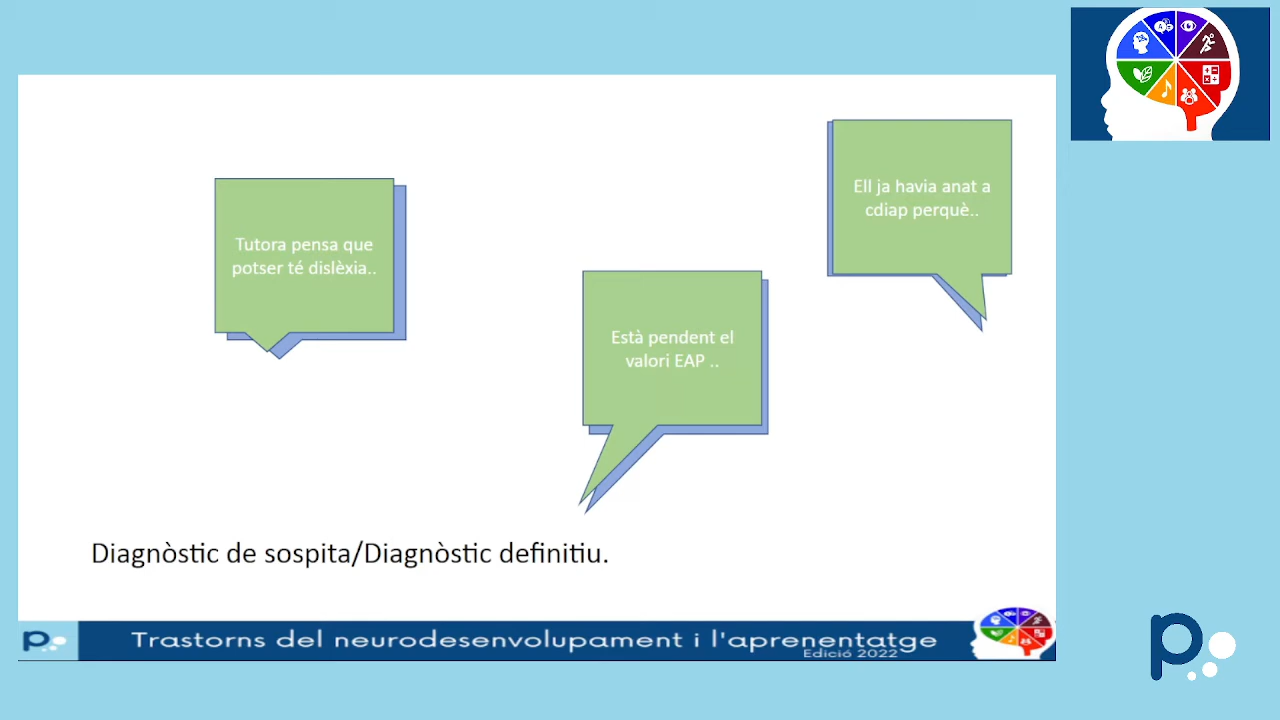 Ell ja havia anat a
cdiap perquè..
Tutora pensa que
potser té dislèxia..
Està pendent el
valori EAP ..
Diagnòstic de sospita/Diagnòstic definitiu.
p
Trastorns del neurodesenvolupament i l'aprenentatge
Edició 2022
p